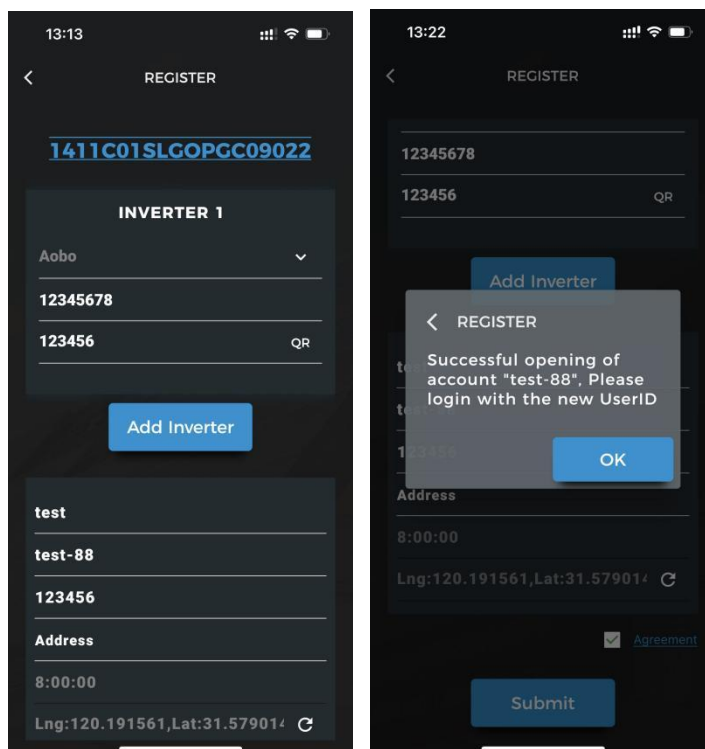 13:13
REGISTER
1411C01SLGOPGC09022
INVERTER 1
Aobo
12345678
123456 QR
Add Inverter
test
test-88
123456
Address
8:00:00
Lng:120.191561,Lat:31.579014
13:22
REGISTER
12345678
123456 QR
Add Inverter
REGISTER
Successful opening of
account "test-88", Please
login with the new UserID
OK
123456
Address
8:00:00
Lng:120.191561,Lat:31.579014
Agreement
Submit